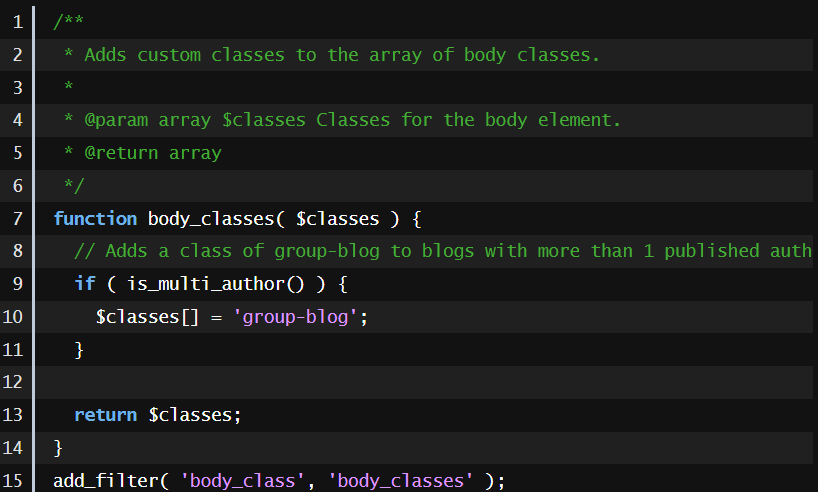 1 /**
2 * Adds custom classes to the array of body classes.
3 *
4 * @param array $classes Classes for the body element.
5 * @return array
6 */
7 function body_classes( $classes ) {
8 // Adds a class of group-blog to blogs with more than 1 published auth
9 if ( is_multi_author() ) {
10 $classes[] = 'group-blog';
11 }
12
13 return $classes;
14 }
15 add_filter( 'body_class', 'body_classes' );